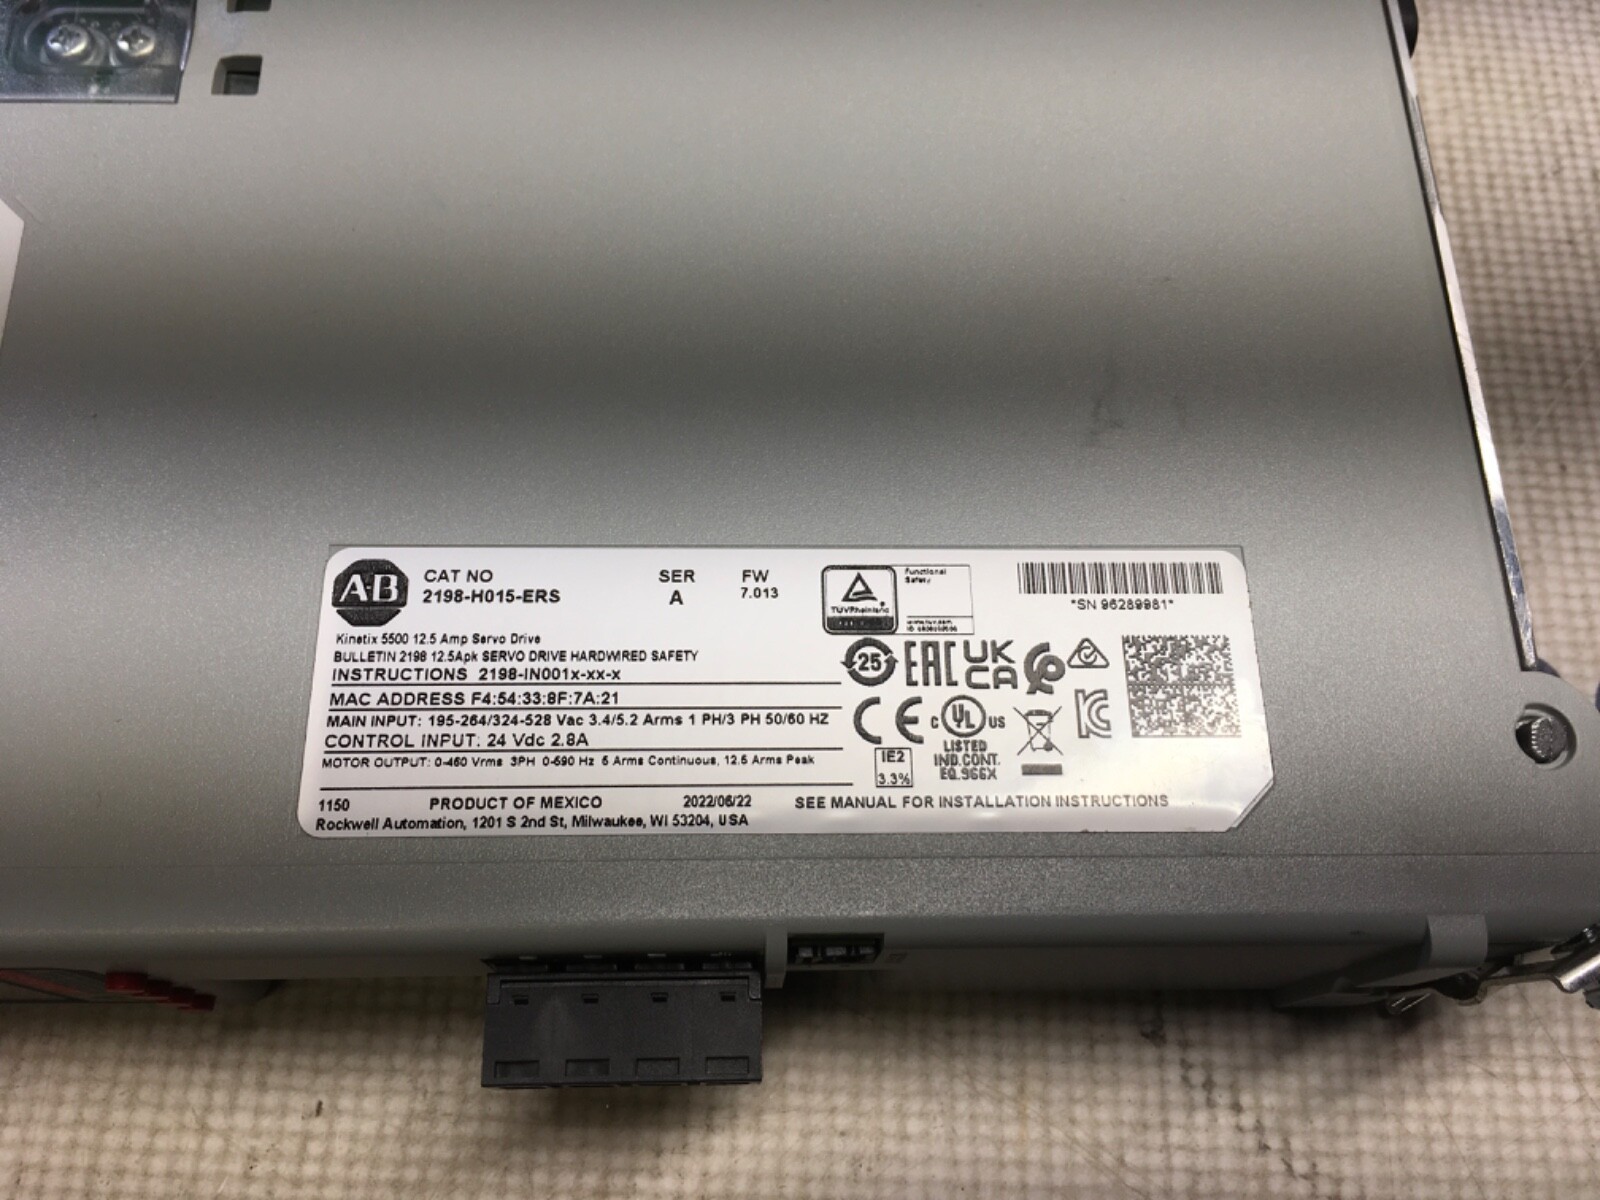 A-B
CAT NO
2198-H015-ERS
SER
A
FW
7.013
TÜVRheinland
Functional
Safety
www.tuv.com
*SN 96289981*
Kinetix 5500 12.5 Amp Servo Drive
BULLETIN 2198 12.5Apk SERVO DRIVE HARDWIRED SAFETY
INSTRUCTIONS 2198-IN001x-xx-x
MAC ADDRESS F4:54:33:8F:7A:21
MAIN INPUT: 195-264/324-528 Vac 3.4/5.2 Arms 1 PH/3 PH 50/60 HZ
CONTROL INPUT: 24 Vdc 2.8A
MOTOR OUTPUT: 0-460 Vrms 3PH 0-590 Hz 5 Arms Continuous, 12.5 Arms Peak
25
EAC
UK
CA
CE
C UL US
LISTED
IND.CONT.
EQ.966X
KC
IE2
3.3%
1150 PRODUCT OF MEXICO 2022/06/22 SEE MANUAL FOR INSTALLATION INSTRUCTIONS
Rockwell Automation, 1201 S 2nd St, Milwaukee, WI 53204, USA